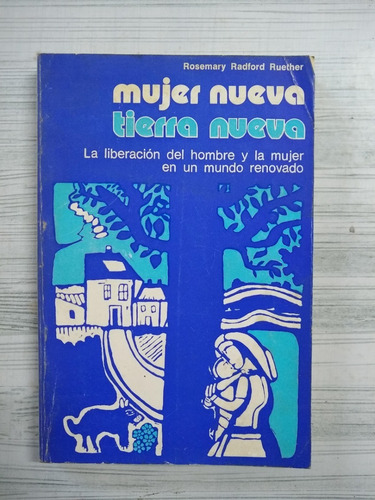 Rosemary Radford Ruether
mujer nueva
tierra nueva
La liberación del hombre y la mujer
en un mundo renovado